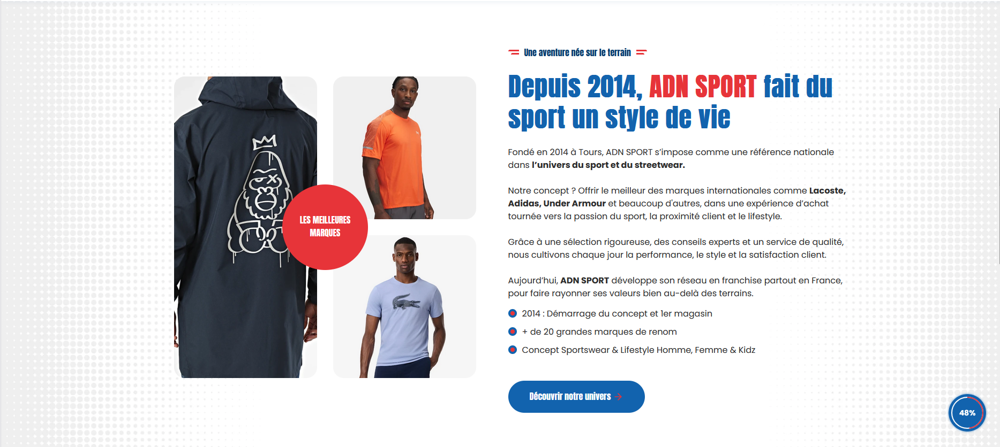 Une aventure née sur le terrain
Depuis 2014, ADN SPORT fait du
sport un style de vie
Fondé en 2014 à Tours, ADN SPORT s’impose comme une référence nationale
dans l’univers du sport et du streetwear.
Notre concept ? Offrir le meilleur des marques internationales comme Lacoste,
Adidas, Under Armour et beaucoup d'autres, dans une expérience d’achat
tournée vers la passion du sport, la proximité client et le lifestyle.
Grâce à une sélection rigoureuse, des conseils experts et un service de qualité,
nous cultivons chaque jour la performance, le style et la satisfaction client.
Aujourd’hui, ADN SPORT développe son réseau en franchise partout en France,
pour faire rayonner ses valeurs bien au-delà des terrains.
2014 : Démarrage du concept et 1er magasin
+ de 20 grandes marques de renom
Concept Sportswear & Lifestyle Homme, Femme & Kidz
Découvrir notre univers
LES MEILLEURES
MARQUES
48%